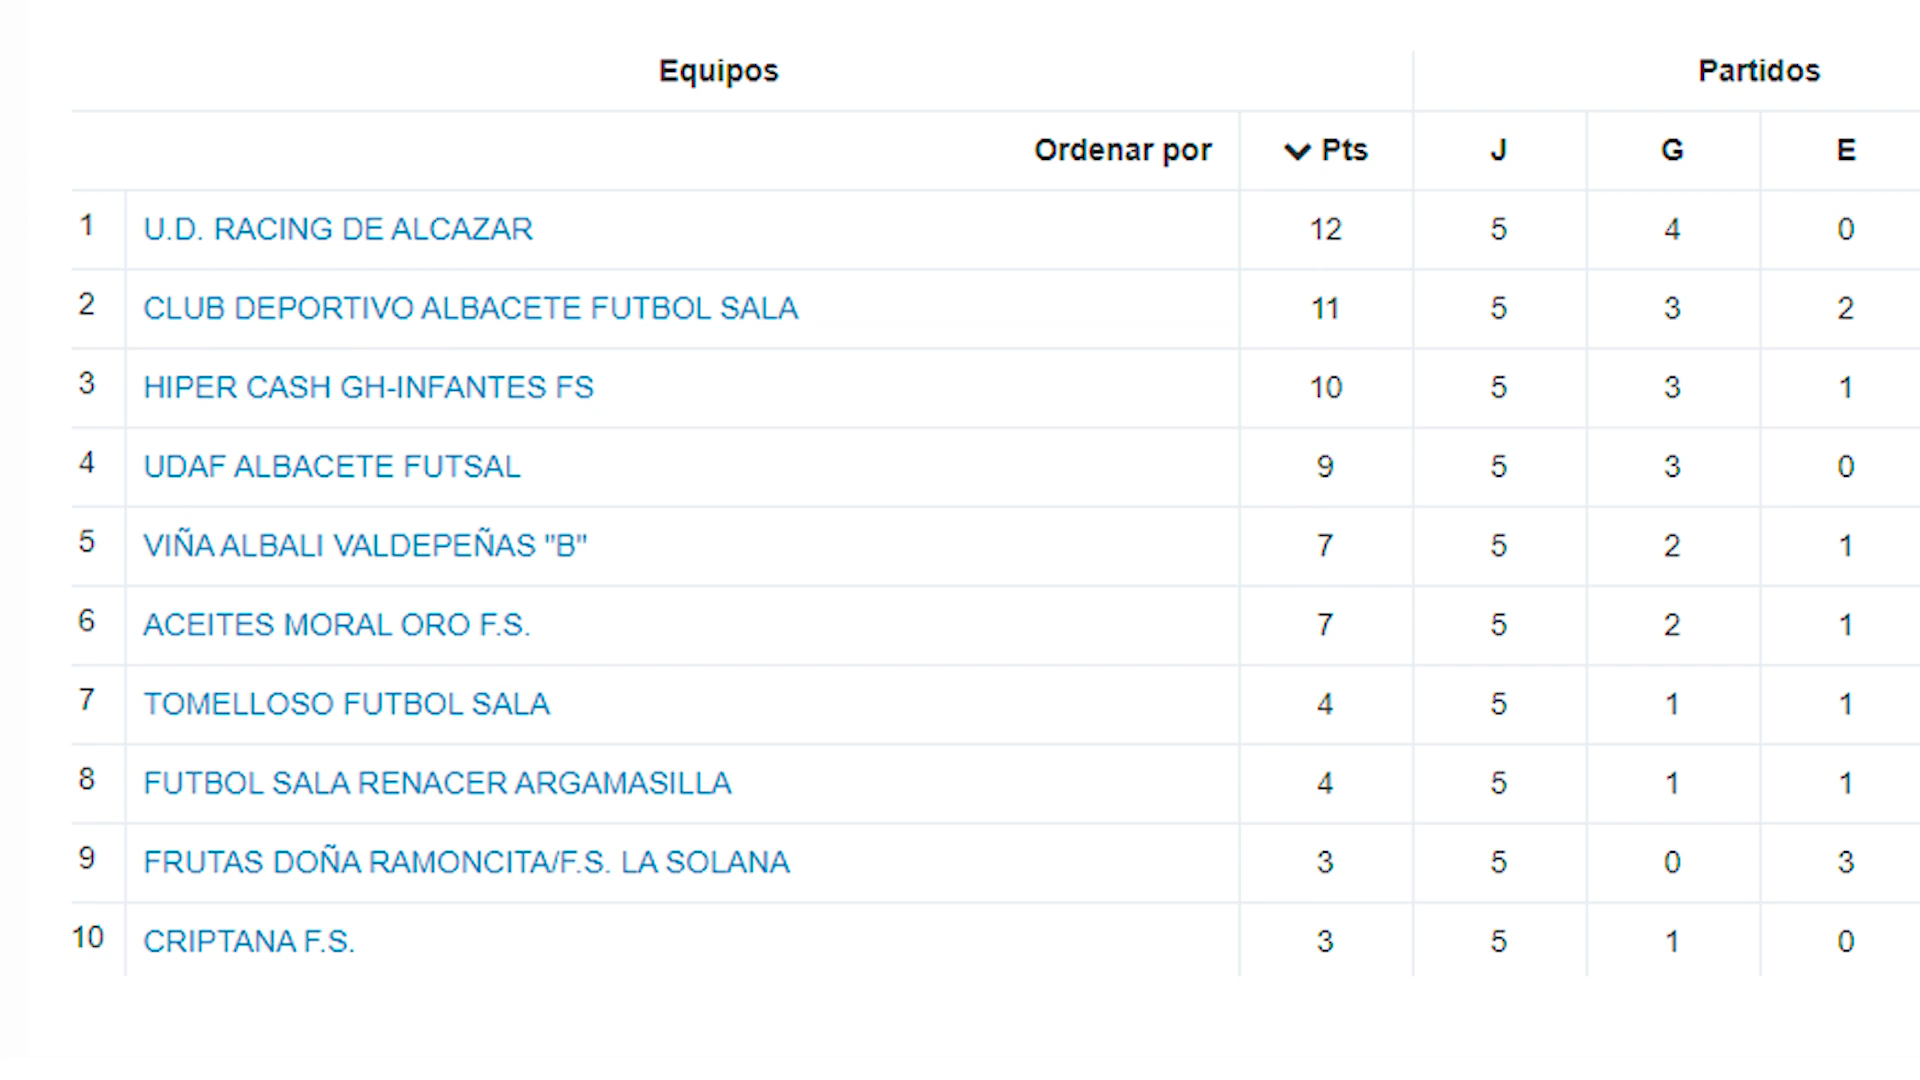 Equipos Partidos
Ordenar por Pts J G E
1 U.D. RACING DE ALCAZAR 12 5 4 0
2 CLUB DEPORTIVO ALBACETE FUTBOL SALA 11 5 3 2
3 HIPER CASH GH-INFANTES FS 10 5 3 1
4 UDAF ALBACETE FUTSAL 9 5 3 0
5 VIÑA ALBALI VALDEPEÑAS "B" 7 5 2 1
6 ACEITES MORAL ORO F.S. 7 5 2 1
7 TOMELLOSO FUTBOL SALA 4 5 1 1
8 FUTBOL SALA RENACER ARGAMASILLA 4 5 1 1
9 FRUTAS DOÑA RAMONCITA/F.S. LA SOLANA 3 5 0 3
10 CRIPTANA F.S. 3 5 1 0